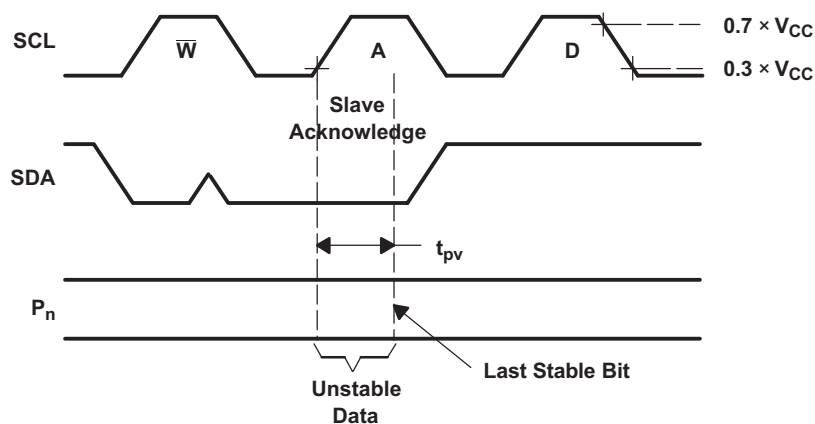 SCL
W̅
A
D
0.7 × VCC
0.3 × VCC
Slave
Acknowledge
SDA
tpv
Pn
Last Stable Bit
Unstable
Data